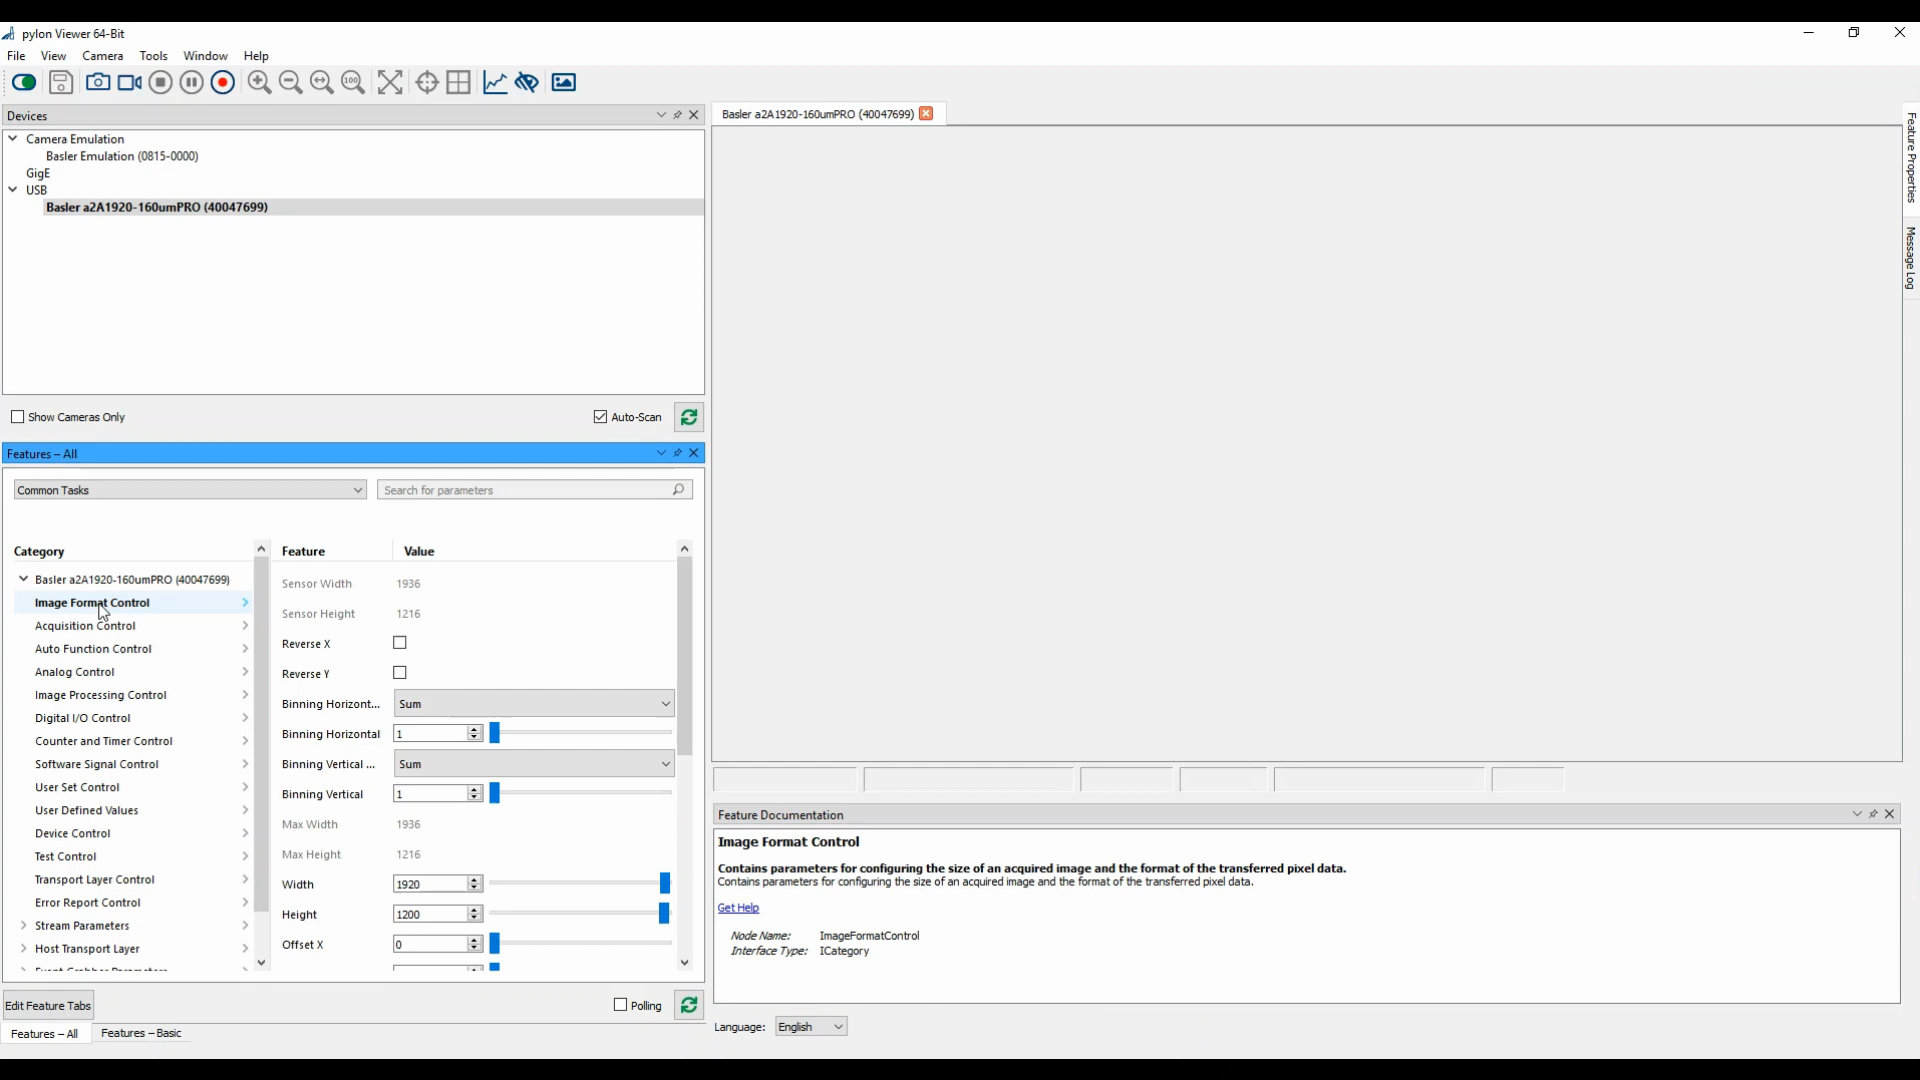 pylon Viewer 64-Bit
File View Camera Tools Window Help
Devices
Camera Emulation
Basler Emulation (0815-0000)
GigE
USB
Basler a2A1920-160umPRO (40047699)
Show Cameras Only
Auto-Scan
Features – All
Common Tasks
Search for parameters
Category
Basler a2A1920-160umPRO (40047699)
Image Format Control
Acquisition Control
Auto Function Control
Analog Control
Image Processing Control
Digital I/O Control
Counter and Timer Control
Software Signal Control
User Set Control
User Defined Values
Device Control
Test Control
Transport Layer Control
Error Report Control
Stream Parameters
Host Transport Layer
Feature Value
Sensor Width 1936
Sensor Height 1216
Reverse X
Reverse Y
Binning Horizont... Sum
Binning Horizontal 1
Binning Vertical ... Sum
Binning Vertical 1
Max Width 1936
Max Height 1216
Width 1920
Height 1200
Offset X 0
Edit Feature Tabs
Polling
Features – All
Features – Basic
Basler a2A1920-160umPRO (40047699)
Feature Documentation
Image Format Control
Contains parameters for configuring the size of an acquired image and the format of the transferred pixel data.
Contains parameters for configuring the size of an acquired image and the format of the transferred pixel data.
Get Help
Node Name: ImageFormatControl
Interface Type: ICategory
Language: English
Feature Properties
Message Log
100